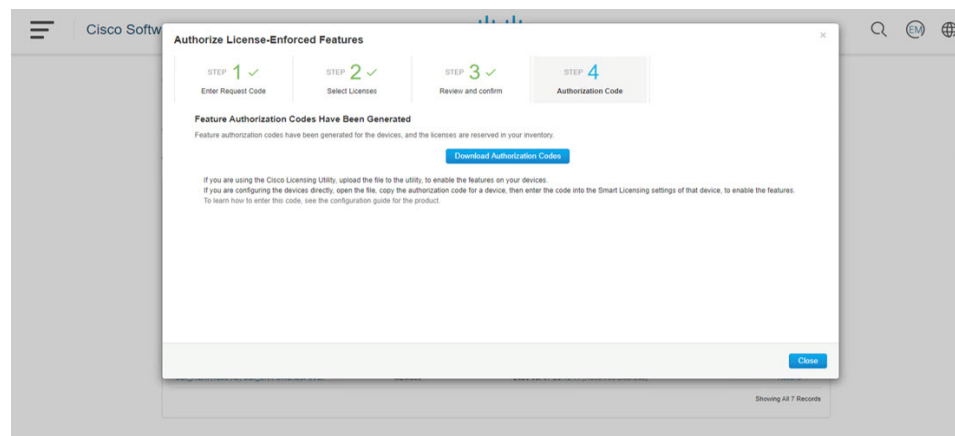 Cisco Softw
EM
Authorize License-Enforced Features
×
STEP 1 ✓
STEP 2 ✓
STEP 3 ✓
STEP 4
Enter Request Code
Select Licenses
Review and confirm
Authorization Code
Feature Authorization Codes Have Been Generated
Feature authorization codes have been generated for the devices, and the licenses are reserved in your inventory.
Download Authorization Codes
If you are using the Cisco Licensing Utility, upload the file to the utility, to enable the features on your devices.
If you are configuring the devices directly, open the file, copy the authorization code for a device, then enter the code into the Smart Licensing settings of that device, to enable the features.
To learn how to enter this code, see the configuration guide for the product.
Close
Showing All 7 Records